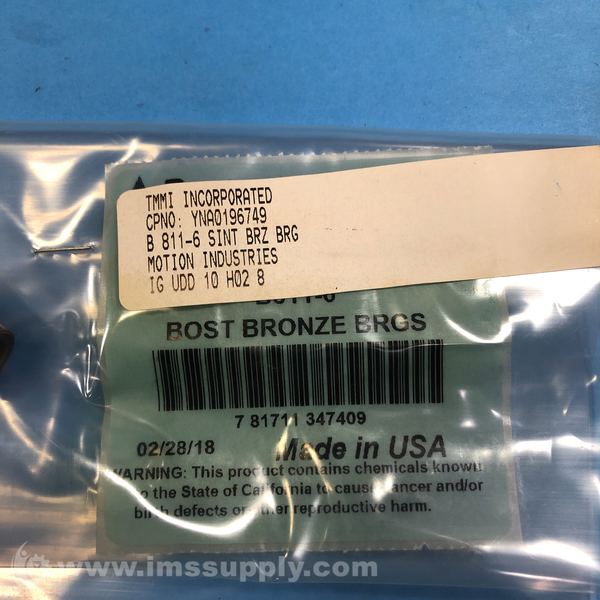 TMMI INCORPORATED
CPNO: YNA0196749
B 811-6 SINT BRZ BRG
MOTION INDUSTRIES
IG UDD 10 H02 8
BOST BRONZE BRGS
7 81711 347409
02/28/18 Made in USA
WARNING: This product contains chemicals known
to the State of California to cause cancer and/or
birth defects or other reproductive harm.
www.imssupply.com